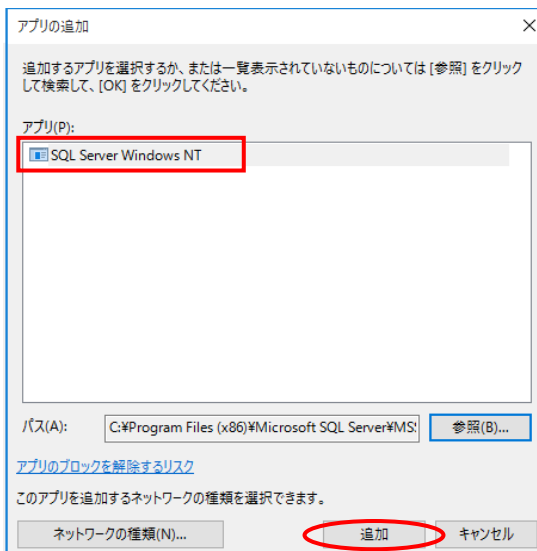 アプリの追加
追加するアプリを選択するか、または一覧表示されていないものについては [参照] をクリック
して検索して、[OK] をクリックしてください。
アプリ(P):
SQL Server Windows NT
パス(A):
C:¥Program Files (x86)¥Microsoft SQL Server¥MS
参照(B)...
アプリのブロックを解除するリスク
このアプリを追加するネットワークの種類を選択できます。
ネットワークの種類(N)...
追加
キャンセル